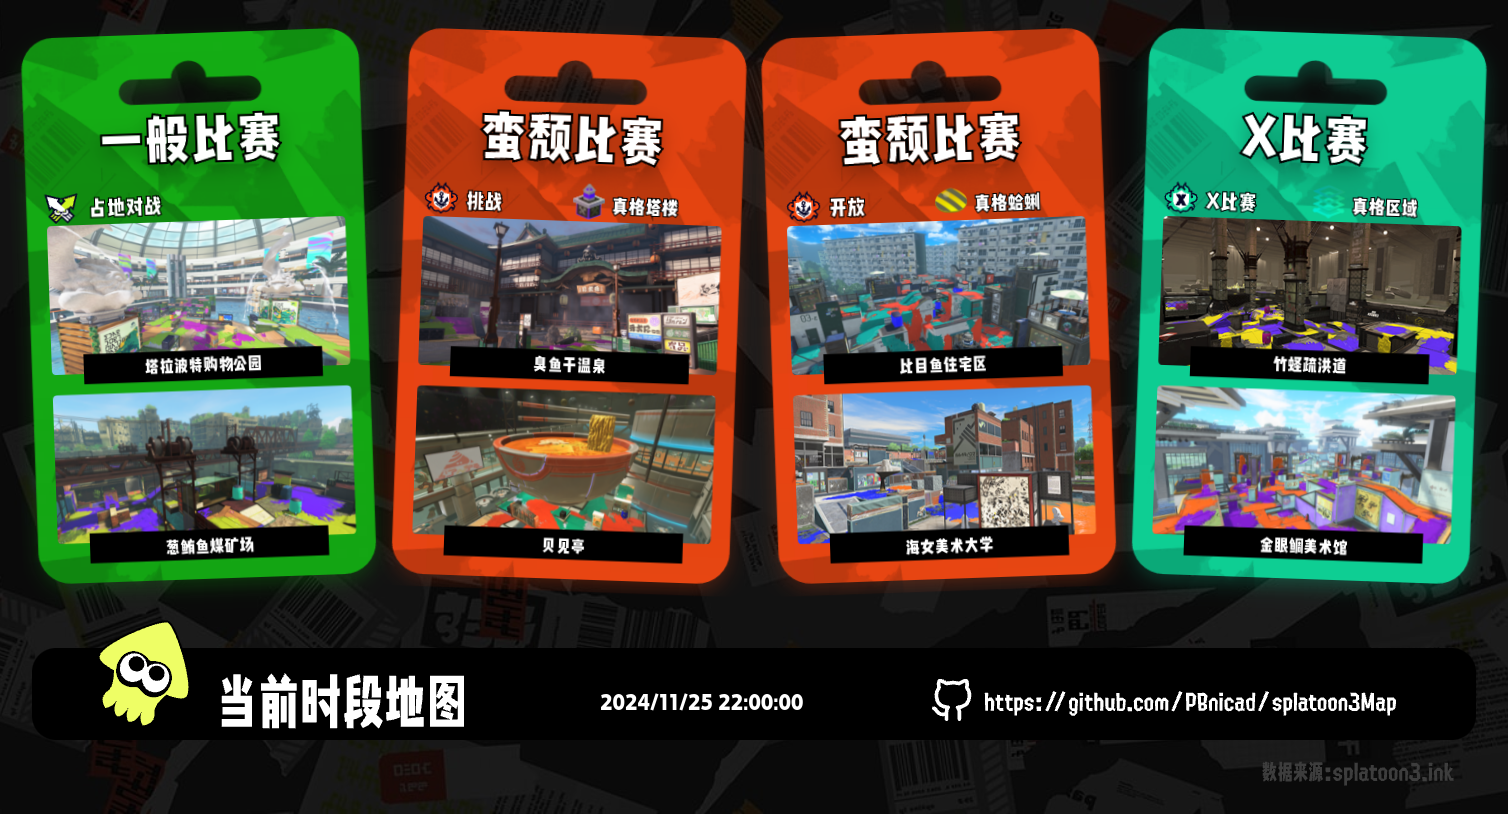 一般比赛
占地对战
塔拉波特购物公园
葱鲔鱼煤矿场
蛮颓比赛
挑战
真格塔楼
臭鱼干温泉
贝见亭
蛮颓比赛
开放
真格蛤蜊
比目鱼住宅区
海女美术大学
X比赛
X比赛
真格区域
竹蛏疏洪道
金眼鲷美术馆
当前时段地图
2024/11/25 22:00:00
https://github.com/PBnicad/splatoon3Map
数据来源:splatoon3.ink